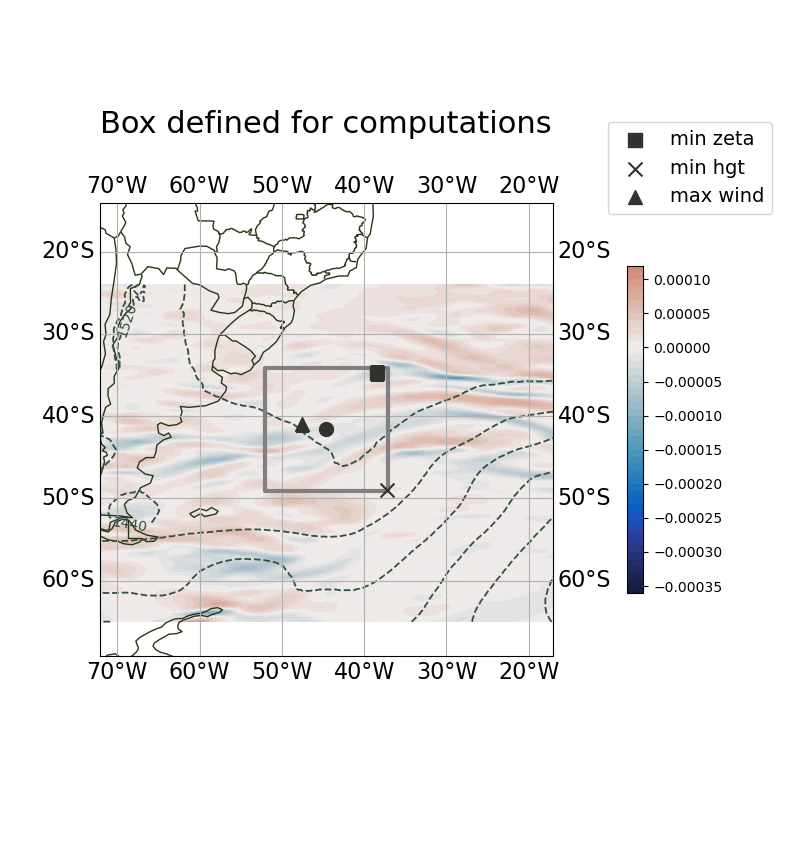 Box defined for computations
min zeta
min hgt
max wind
70°W 60°W 50°W 40°W 30°W 20°W
20°S 20°S
30°S 30°S
40°S 40°S
50°S 50°S
60°S 60°S
1520
1440
70°W 60°W 50°W 40°W 30°W 20°W
0.00010
0.00005
0.00000
−0.00005
−0.00010
−0.00015
−0.00020
−0.00025
−0.00030
−0.00035